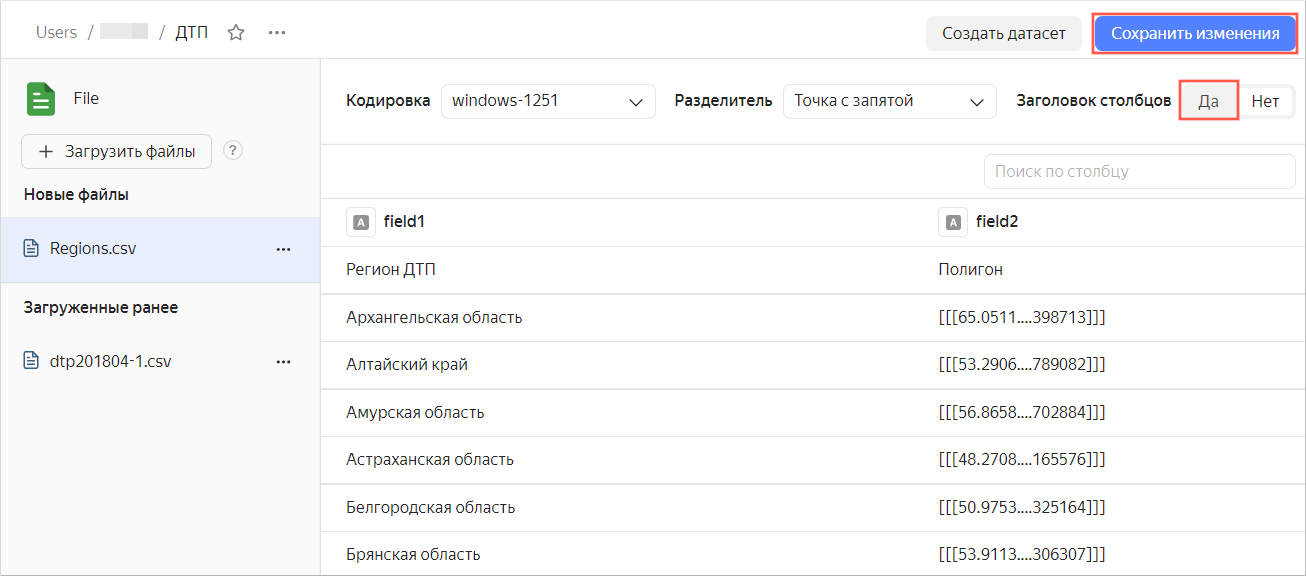 Users / / ДТП
Создать датасет
Сохранить изменения
File
Загрузить файлы
?
Новые файлы
Regions.csv
Загруженные ранее
dtp201804-1.csv
Кодировка windows-1251 Разделитель Точка с запятой Заголовок столбцов Да Нет
Поиск по столбцу
A field1 A field2
Регион ДТП Полигон
Архангельская область [[[65.0511....398713]]]
Алтайский край [[[53.2906....789082]]]
Амурская область [[[56.8658....702884]]]
Астраханская область [[[48.2708....165576]]]
Белгородская область [[[50.9753....325164]]]
Брянская область [[[53.9113....306307]]]